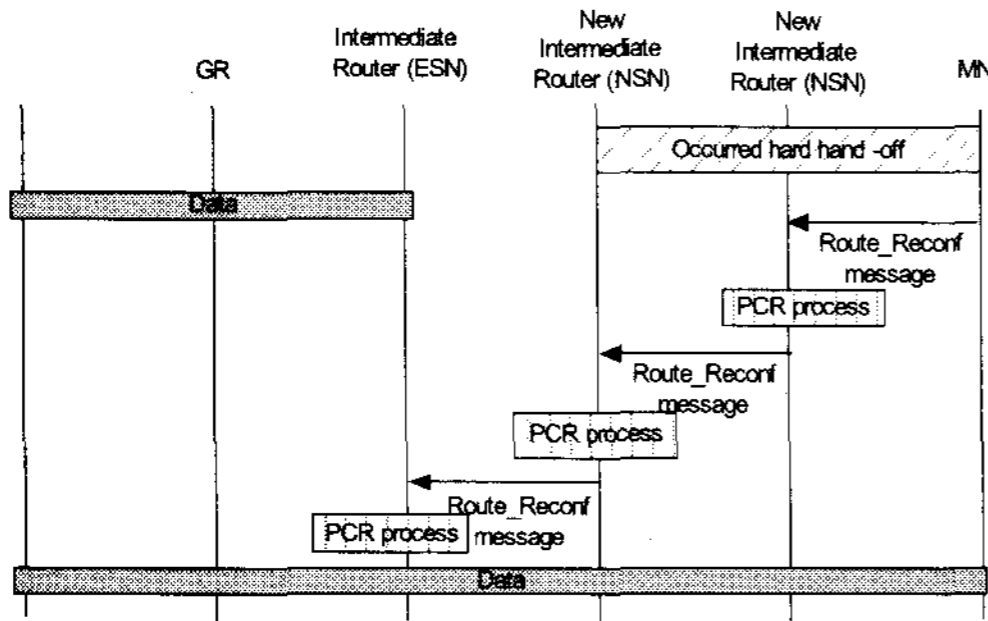 GR
Intermediate
Router (ESN)
New
Intermediate
Router (NSN)
New
Intermediate
Router (NSN)
MN
Occurred hard hand -off
Data
Route_Reconf
message
PCR process
Route_Reconf
message
PCR process
Route_Reconf
message
PCR process
Data